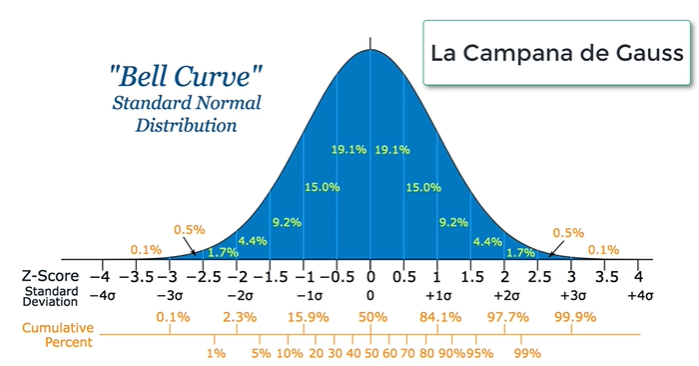 La Campana de Gauss
"Bell Curve"
Standard Normal
Distribution
19.1% 19.1%
15.0% 15.0%
9.2% 9.2%
0.5% 0.5%
4.4% 4.4%
0.1% 1.7% 1.7% 0.1%
Z-Score −4 −3.5 −3 −2.5 −2 −1.5 −1 −0.5 0 0.5 1 1.5 2 2.5 3 3.5 4
Standard
Deviation −4σ −3σ −2σ −1σ 0 +1σ +2σ +3σ +4σ
0.1% 2.3% 15.9% 50% 84.1% 97.7% 99.9%
Cumulative
Percent
1% 5% 10% 20 30 40 50 60 70 80 90% 95% 99%